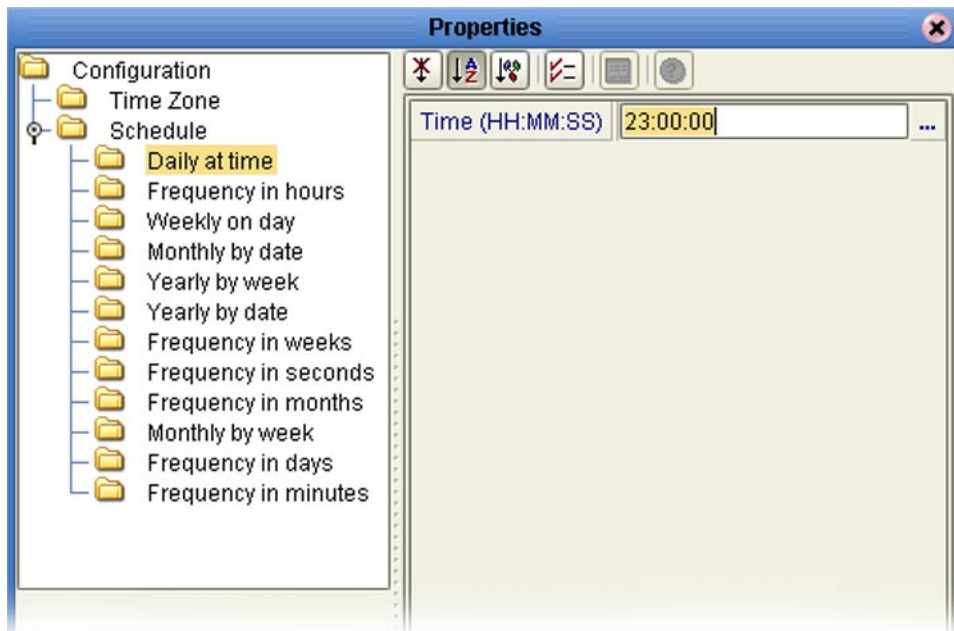 Properties
Configuration
Time Zone
Schedule
Daily at time
Frequency in hours
Weekly on day
Monthly by date
Yearly by week
Yearly by date
Frequency in weeks
Frequency in seconds
Frequency in months
Monthly by week
Frequency in days
Frequency in minutes
Time (HH:MM:SS) 23:00:00 ...